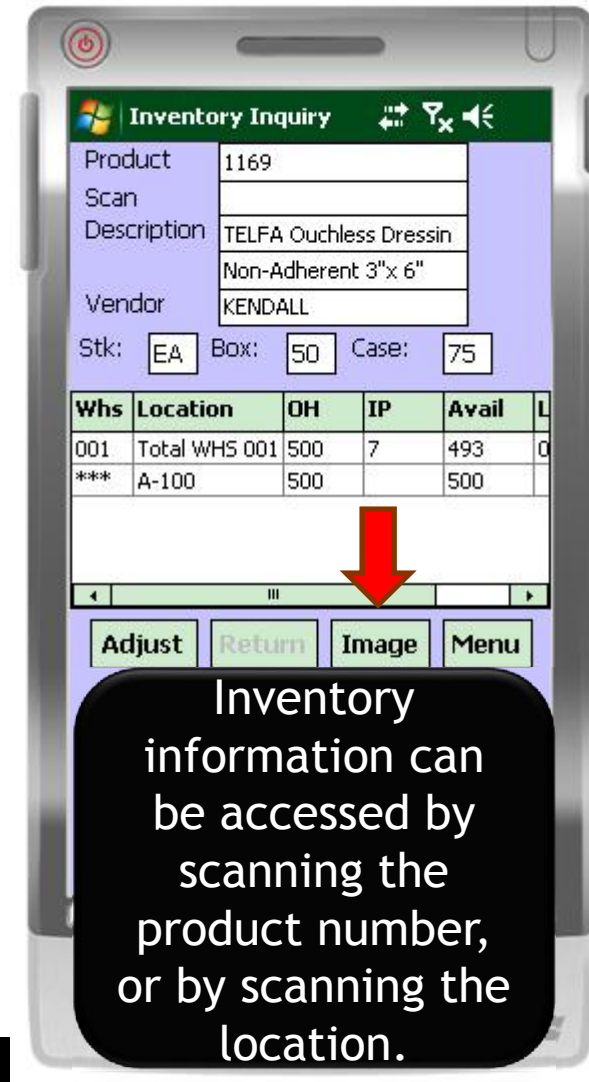 Inventory Inquiry
Product 1169
Scan
Description TELFA Ouchless Dressin
Non-Adherent 3"x 6"
Vendor KENDALL
Stk: EA Box: 50 Case: 75
Whs Location OH IP Avail L
001 Total WHS 001 500 7 493 0
*** A-100 500 500
Adjust Return Image Menu
Inventory
information can
be accessed by
scanning the
product number,
or by scanning the
location.